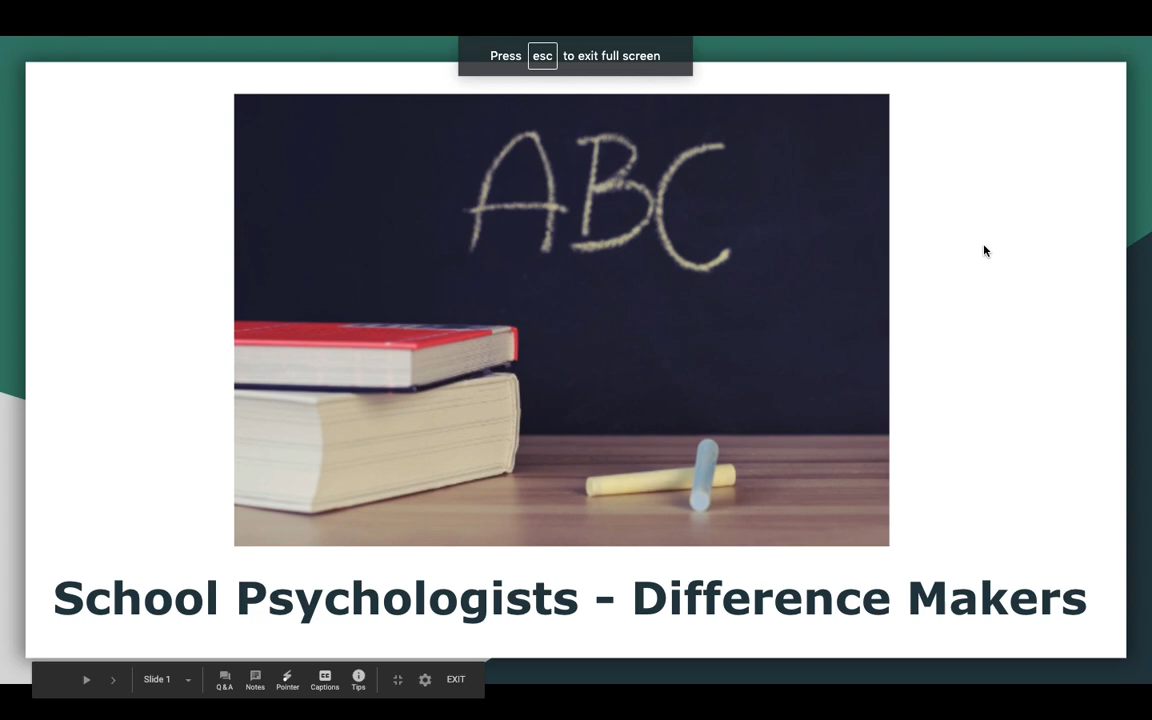 Press esc to exit full screen
ABC
School Psychologists - Difference Makers
Slide 1 Q&A Notes Pointer Captions Tips EXIT